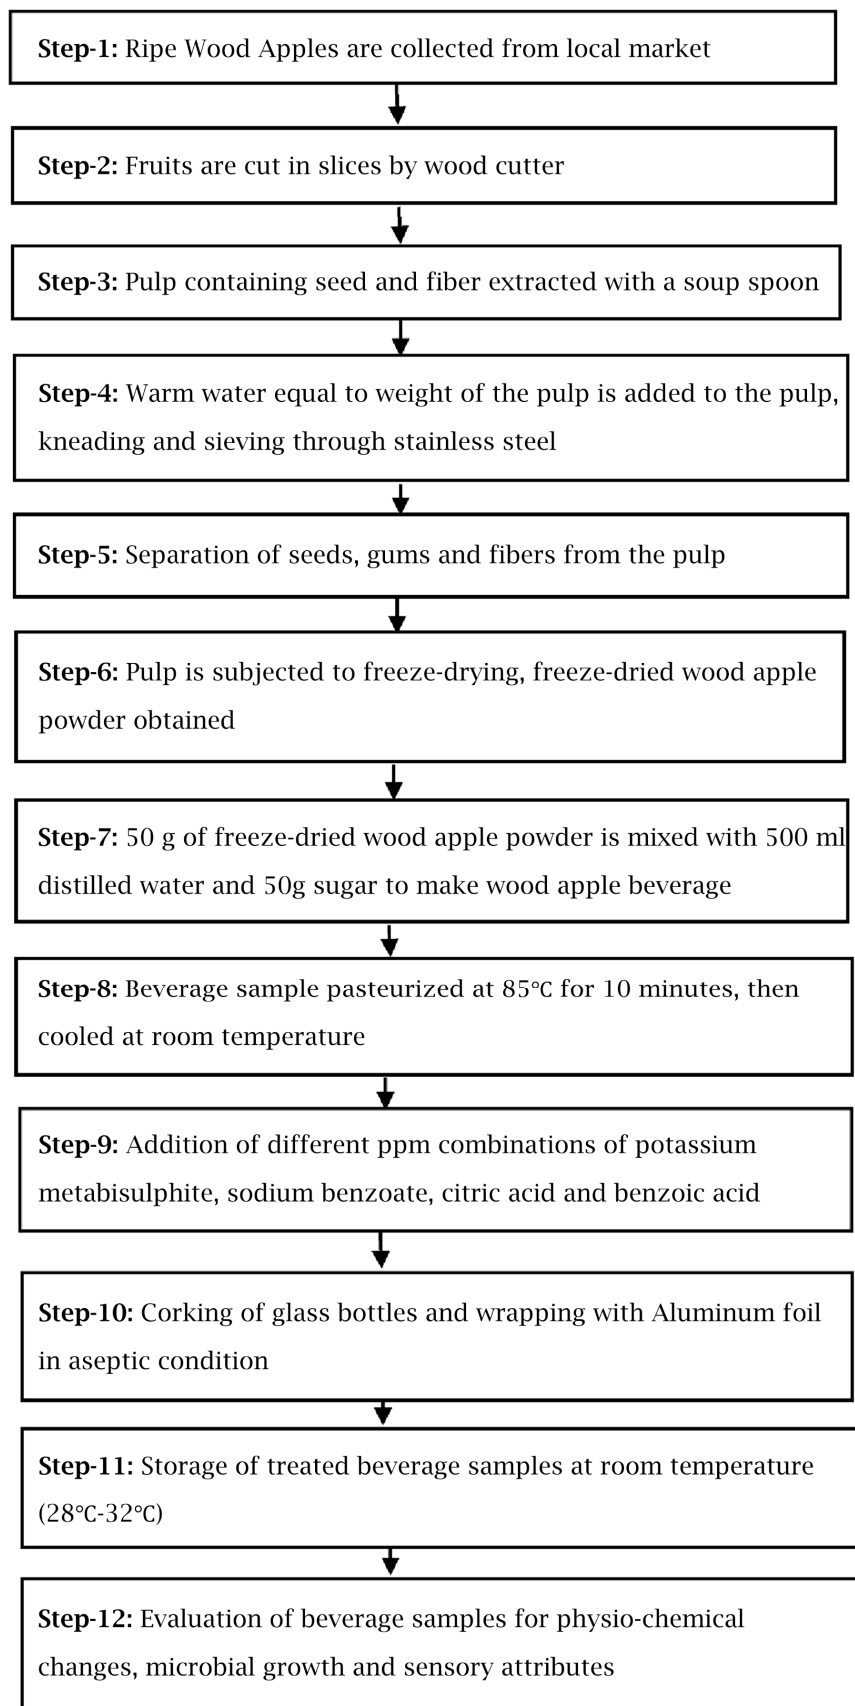 Step-1: Ripe Wood Apples are collected from local market
Step-2: Fruits are cut in slices by wood cutter
Step-3: Pulp containing seed and fiber extracted with a soup spoon
Step-4: Warm water equal to weight of the pulp is added to the pulp,
kneading and sieving through stainless steel
Step-5: Separation of seeds, gums and fibers from the pulp
Step-6: Pulp is subjected to freeze-drying, freeze-dried wood apple
powder obtained
Step-7: 50 g of freeze-dried wood apple powder is mixed with 500 ml
distilled water and 50g sugar to make wood apple beverage
Step-8: Beverage sample pasteurized at 85°C for 10 minutes, then
cooled at room temperature
Step-9: Addition of different ppm combinations of potassium
metabisulphite, sodium benzoate, citric acid and benzoic acid
Step-10: Corking of glass bottles and wrapping with Aluminum foil
in aseptic condition
Step-11: Storage of treated beverage samples at room temperature
(28°C-32°C)
Step-12: Evaluation of beverage samples for physio-chemical
changes, microbial growth and sensory attributes